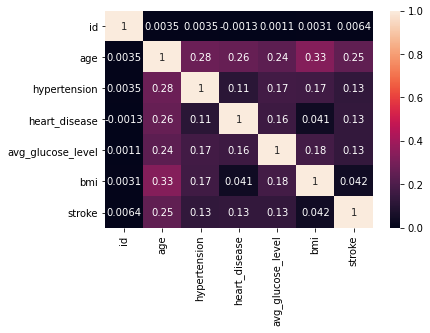 id 1 0.0035 0.0035 -0.0013 0.0011 0.0031 0.0064
age 0.0035 1 0.28 0.26 0.24 0.33 0.25
hypertension 0.0035 0.28 1 0.11 0.17 0.17 0.13
heart_disease -0.0013 0.26 0.11 1 0.16 0.041 0.13
avg_glucose_level 0.0011 0.24 0.17 0.16 1 0.18 0.13
bmi 0.0031 0.33 0.17 0.041 0.18 1 0.042
stroke 0.0064 0.25 0.13 0.13 0.13 0.042 1
id age hypertension heart_disease avg_glucose_level bmi stroke
1.0
0.8
0.6
0.4
0.2
0.0